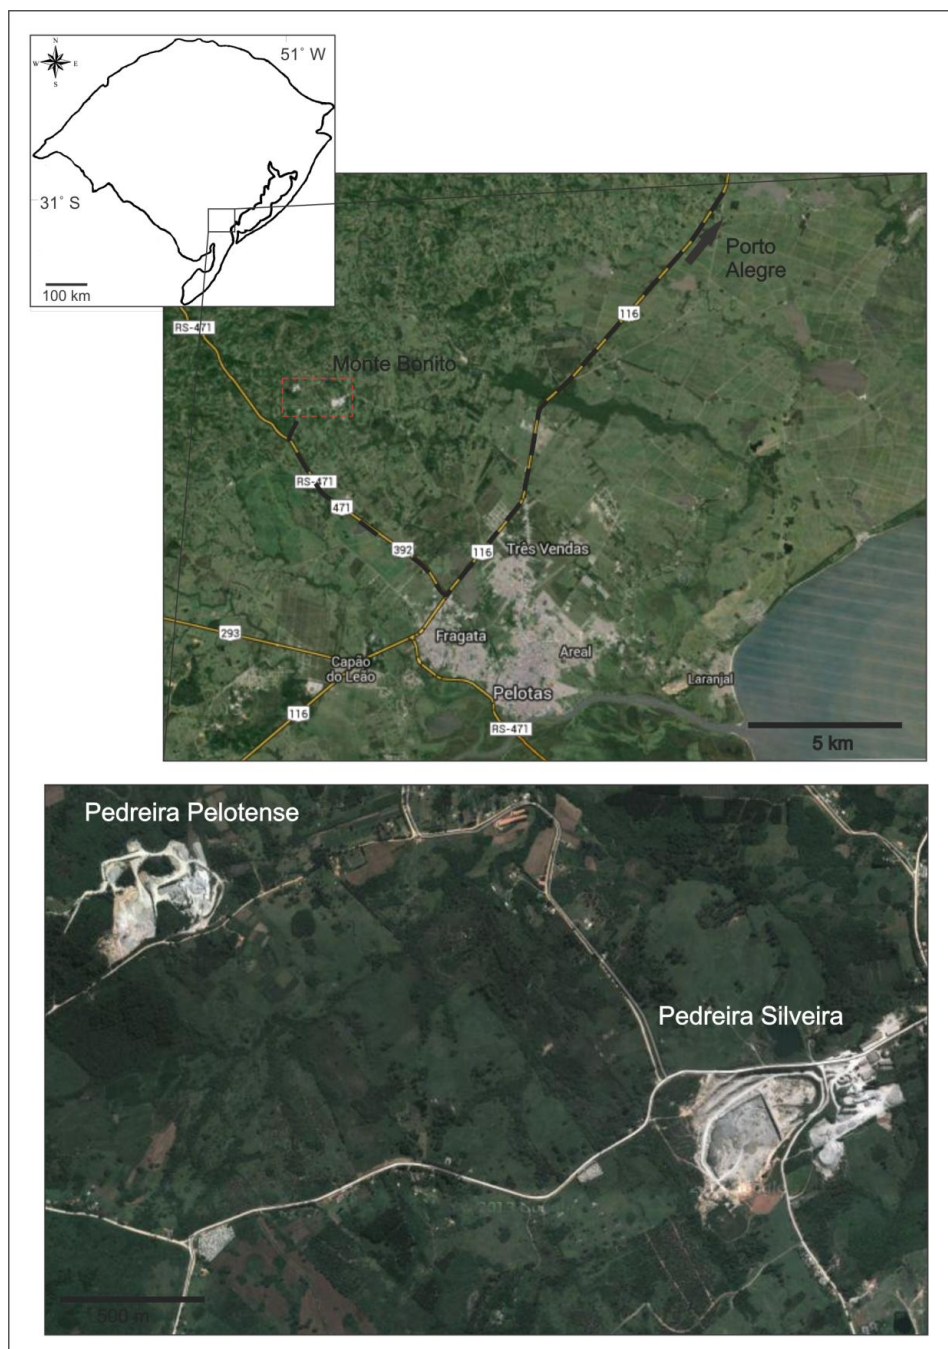 N
W E
S
51° W
31° S
100 km
Porto
Alegre
116
RS-471
Monte Bonito
RS-471
471
392
116
Três Vendas
293
Fragata
Capão
do Leão
Areal
Laranjal
Pelotas
116
RS-471
5 km
Pedreira Pelotense
Pedreira Silveira
500 m